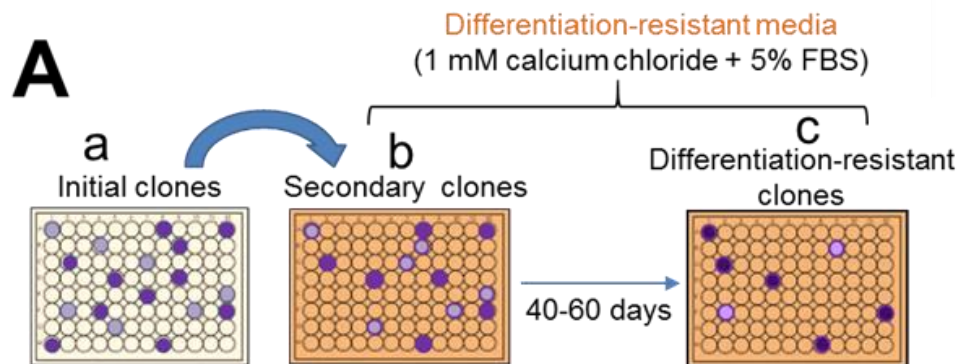 A
Differentiation-resistant media
(1 mM calcium chloride + 5% FBS)
a
Initial clones
b
Secondary clones
c
Differentiation-resistant
clones
40-60 days